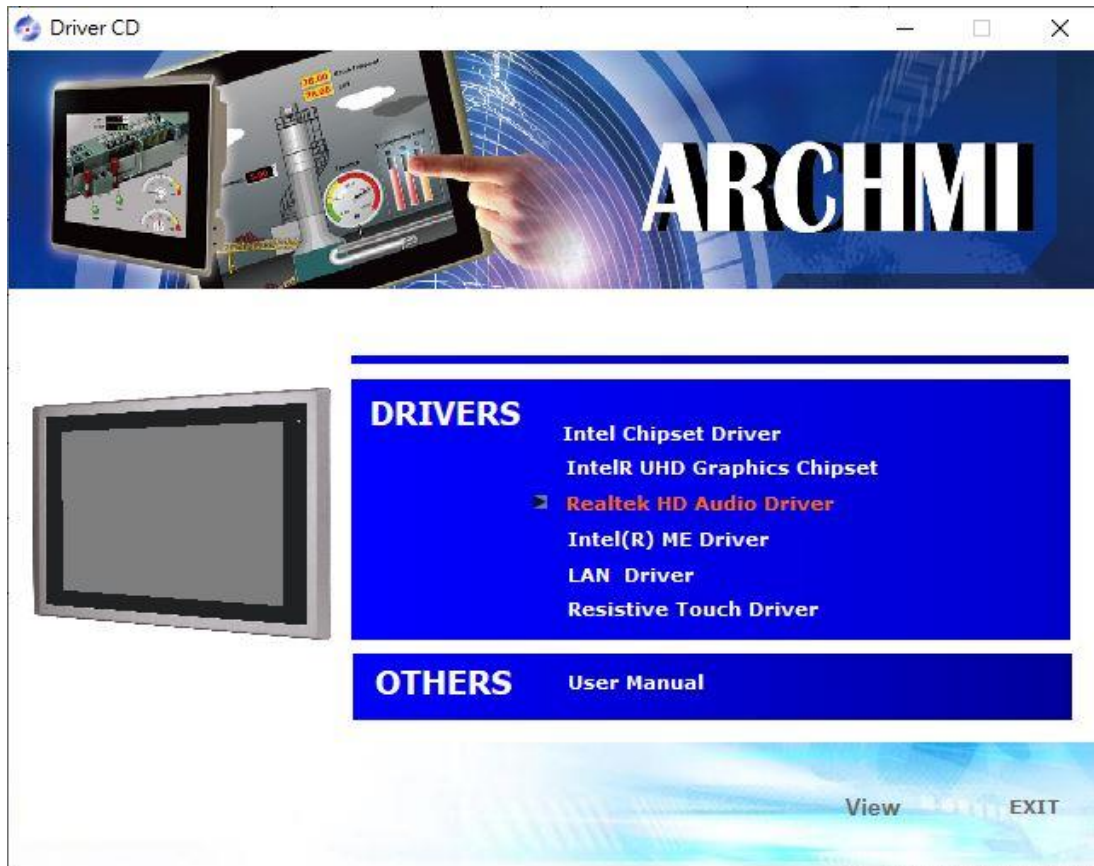 Driver CD
ARCHMI
DRIVERS
Intel Chipset Driver
IntelR UHD Graphics Chipset
Realtek HD Audio Driver
Intel(R) ME Driver
LAN Driver
Resistive Touch Driver
OTHERS
User Manual
View
EXIT